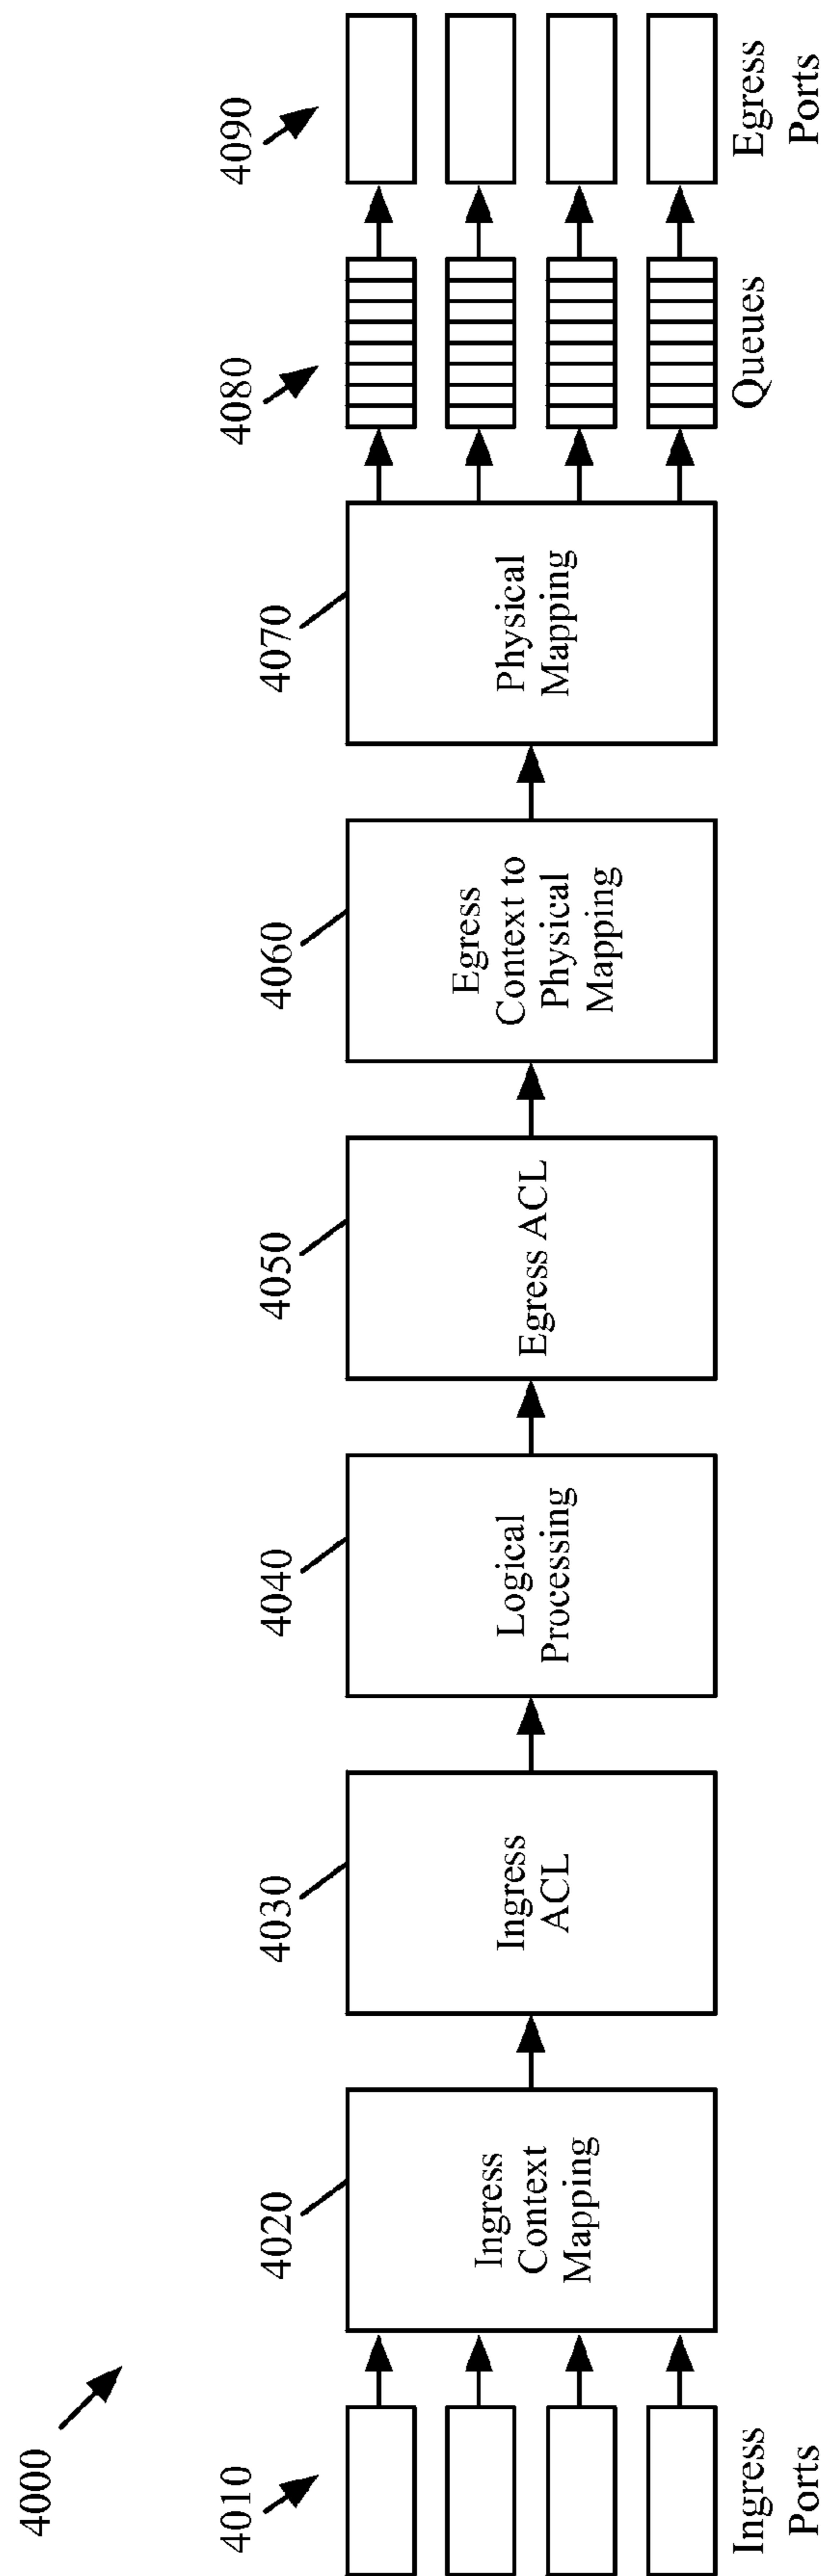 4000
4010
4020
4030
4040
4050
4060
4070
4080
4090
Ingress
Context
Mapping
Ingress
ACL
Logical
Processing
Egress ACL
Egress
Context to
Physical
Mapping
Physical
Mapping
Ingress
Ports
Queues
Egress
Ports